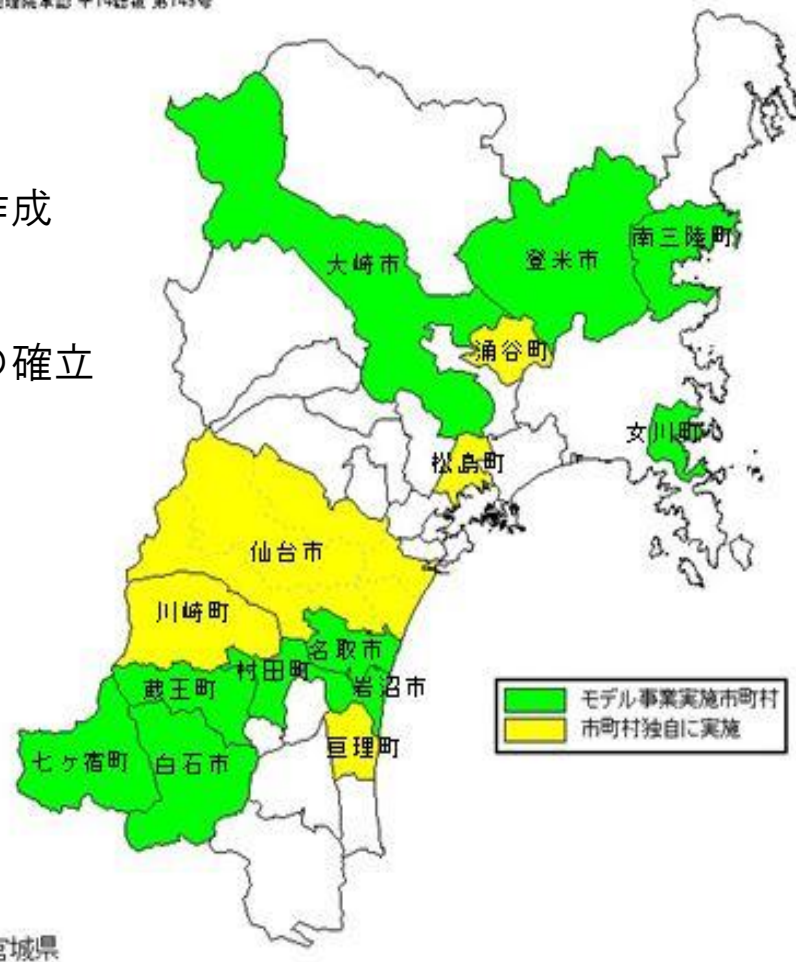 作成
の確立
大崎市
登米市
南三陸町
涌谷町
女川町
松島町
仙台市
川崎町
名取市
村田町
岩沼市
蔵王町
亘理町
七ヶ宿町
白石市
モデル事業実施市町村
市町村独自に実施
宮城県